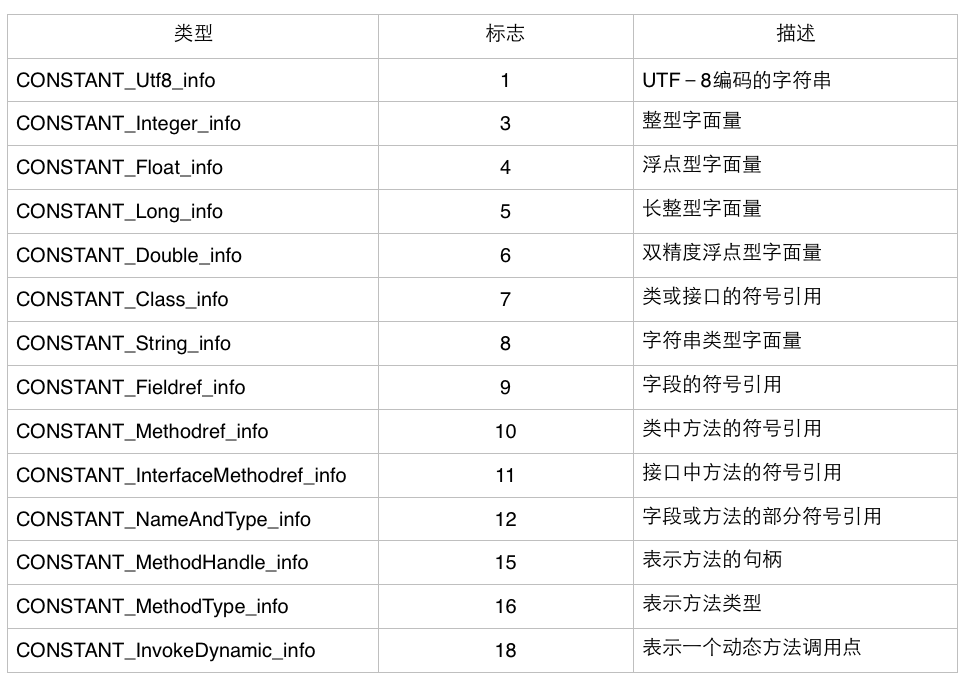 类型 标志 描述
CONSTANT_Utf8_info 1 UTF－8编码的字符串
CONSTANT_Integer_info 3 整型字面量
CONSTANT_Float_info 4 浮点型字面量
CONSTANT_Long_info 5 长整型字面量
CONSTANT_Double_info 6 双精度浮点型字面量
CONSTANT_Class_info 7 类或接口的符号引用
CONSTANT_String_info 8 字符串类型字面量
CONSTANT_Fieldref_info 9 字段的符号引用
CONSTANT_Methodref_info 10 类中方法的符号引用
CONSTANT_InterfaceMethodref_info 11 接口中方法的符号引用
CONSTANT_NameAndType_info 12 字段或方法的部分符号引用
CONSTANT_MethodHandle_info 15 表示方法的句柄
CONSTANT_MethodType_info 16 表示方法类型
CONSTANT_InvokeDynamic_info 18 表示一个动态方法调用点